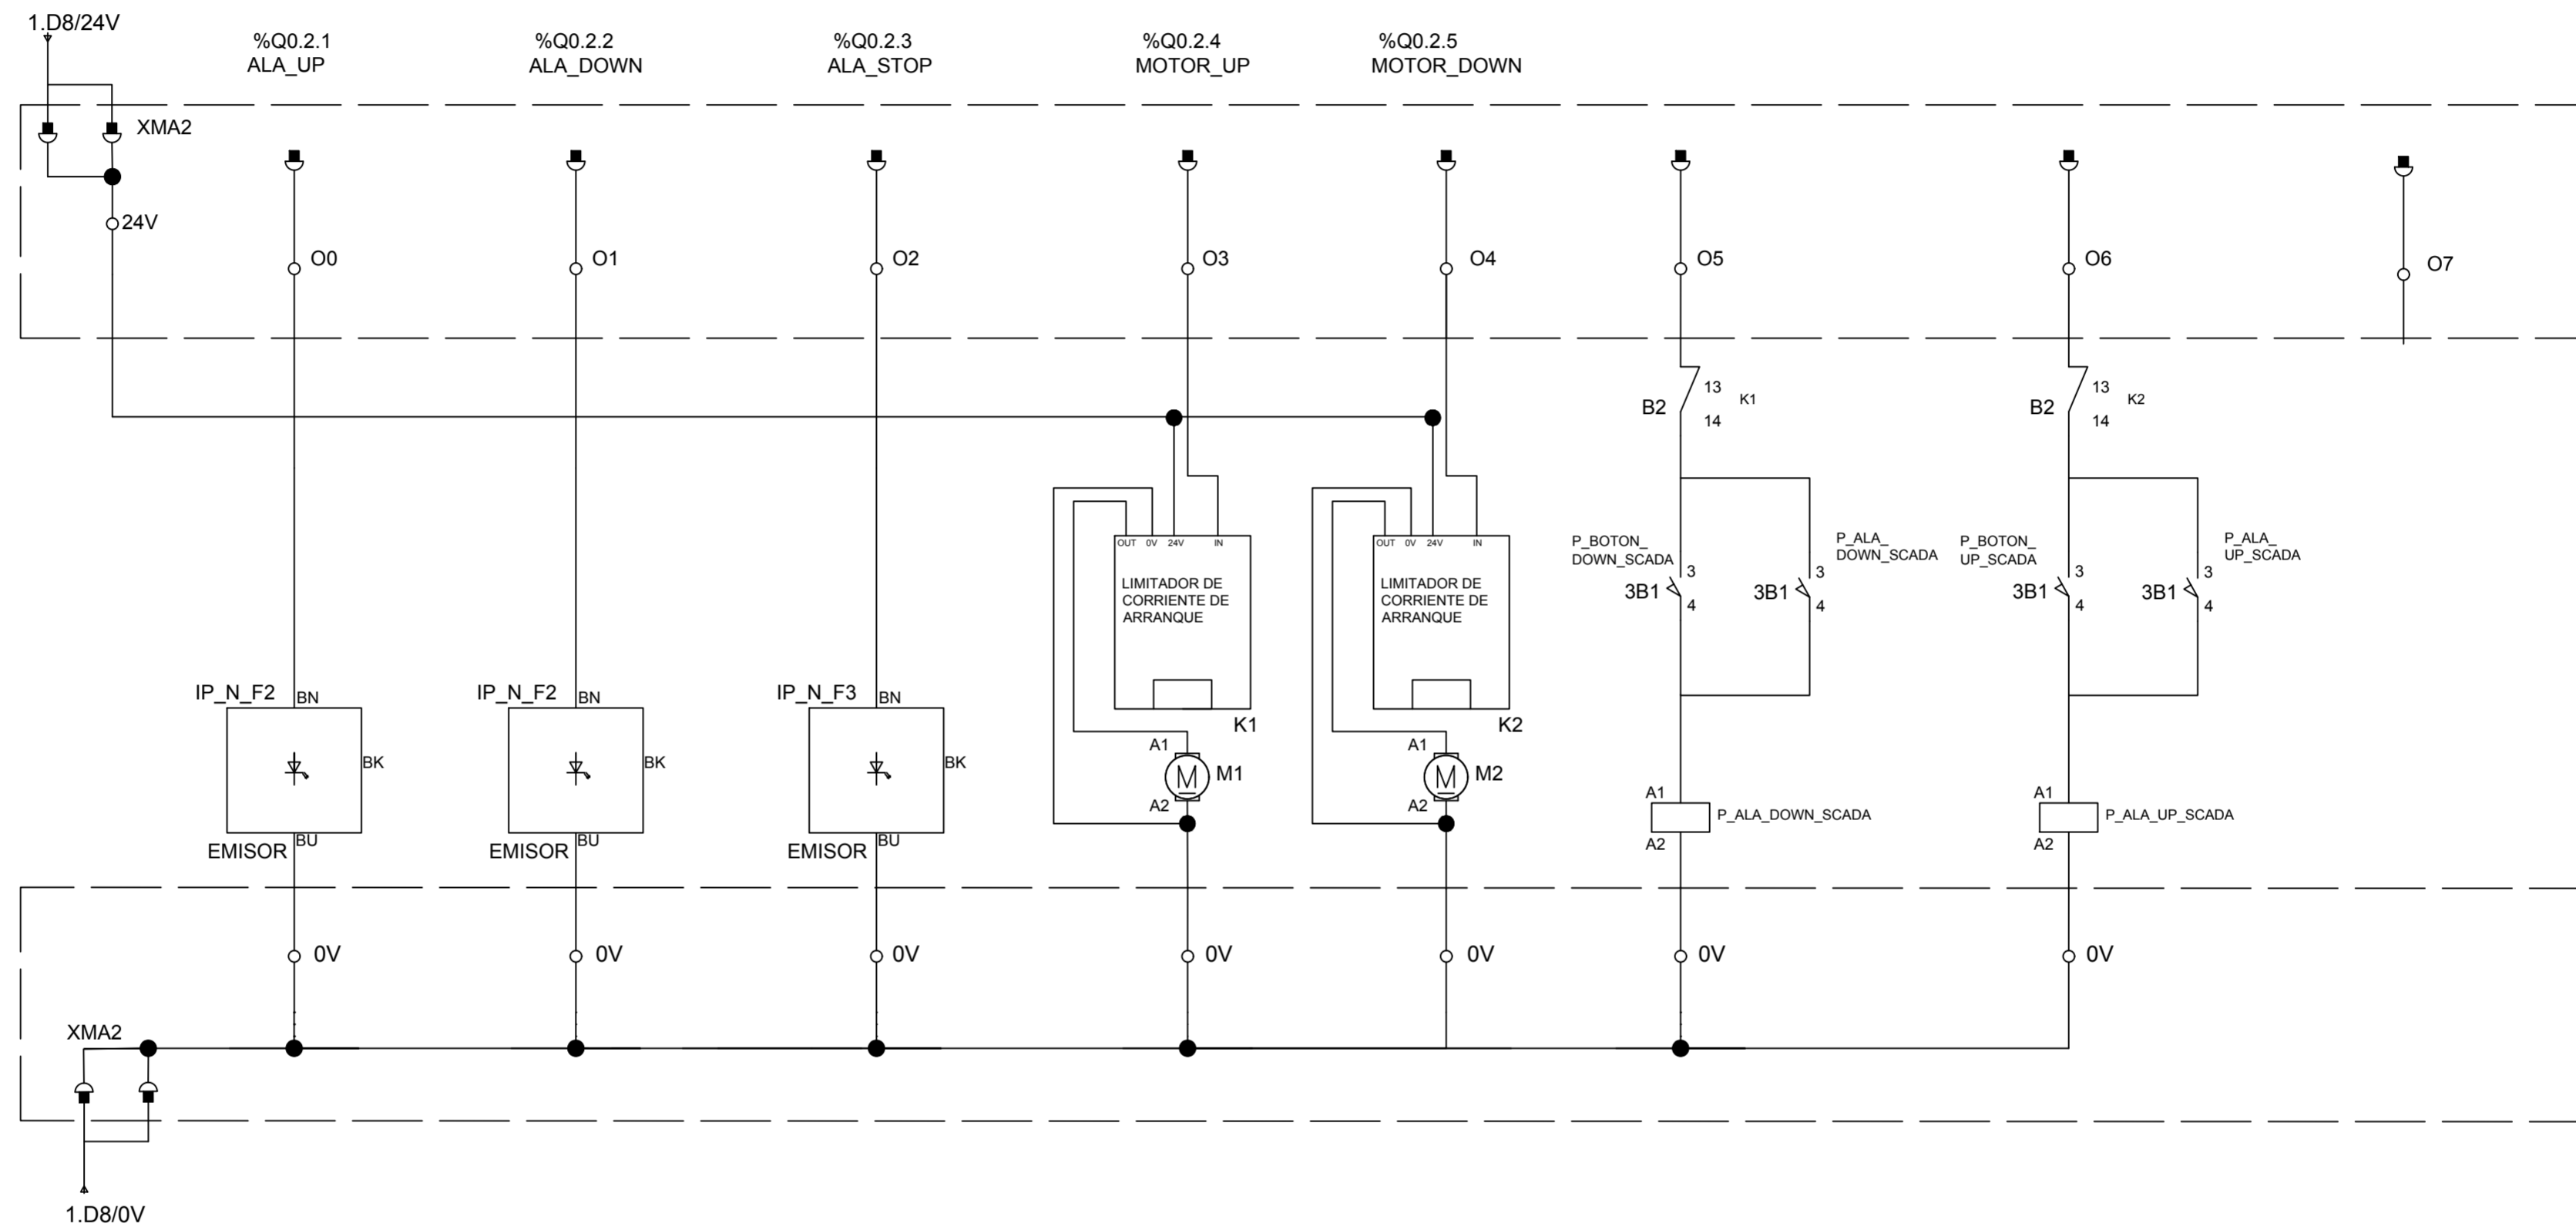 1.D8/24V
%Q0.2.1
ALA_UP
%Q0.2.2
ALA_DOWN
%Q0.2.3
ALA_STOP
%Q0.2.4
MOTOR_UP
%Q0.2.5
MOTOR_DOWN
XMA2
24V
O0
O1
O2
O3
O4
O5
O6
O7
B2
13
14
K1
B2
13
14
K2
OUT 0V 24V IN
LIMITADOR DE
CORRIENTE DE
ARRANQUE
K1
OUT 0V 24V IN
LIMITADOR DE
CORRIENTE DE
ARRANQUE
K2
P_BOTON_
DOWN_SCADA
3B1
3
4
P_ALA_
DOWN_SCADA
3B1
3
4
P_BOTON_
UP_SCADA
3B1
3
4
P_ALA_
UP_SCADA
3B1
3
4
IP_N_F2
BN
BK
BU
EMISOR
IP_N_F2
BN
BK
BU
EMISOR
IP_N_F3
BN
BK
BU
EMISOR
A1
M
M1
A2
A1
M
M2
A2
A1
P_ALA_DOWN_SCADA
A2
A1
P_ALA_UP_SCADA
A2
0V
0V
0V
0V
0V
0V
0V
XMA2
1.D8/0V